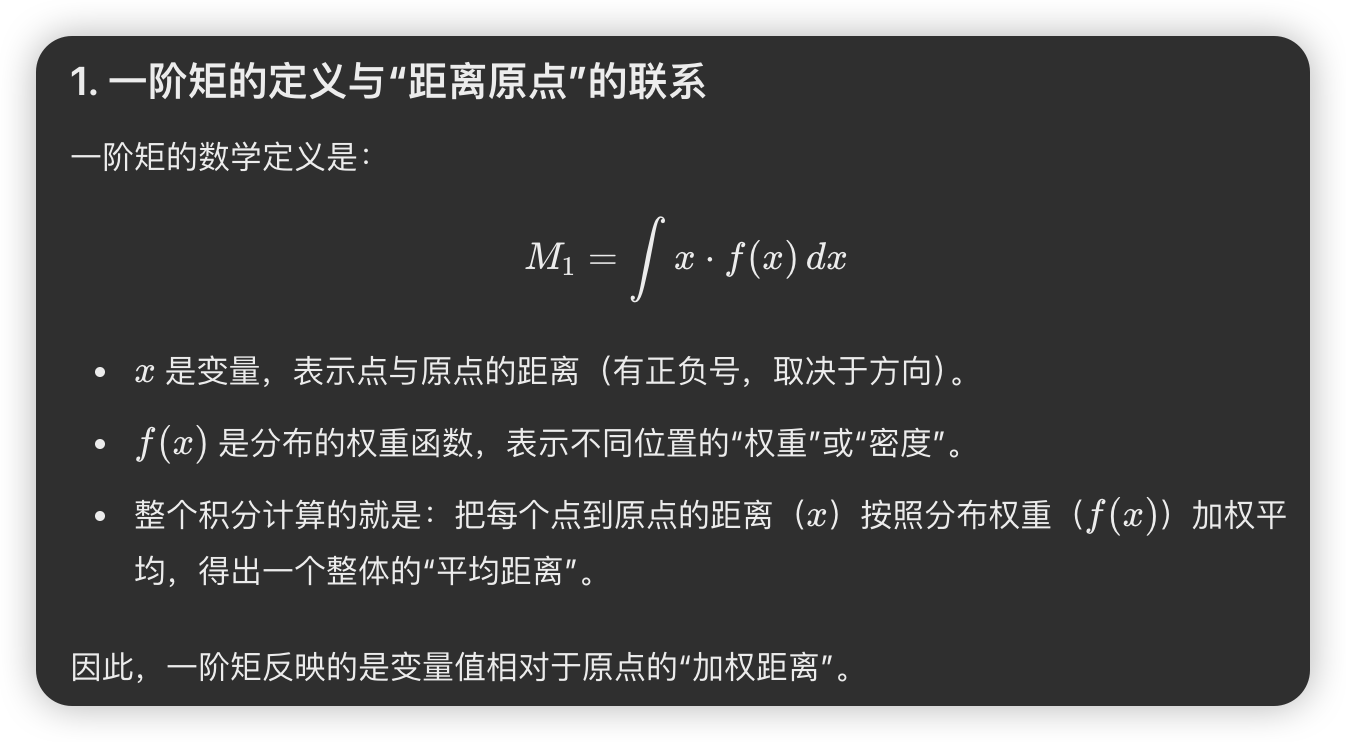 1. 一阶矩的定义与“距离原点”的联系
一阶矩的数学定义是：
M₁ = ∫ x · f(x) dx
• x 是变量，表示点与原点的距离（有正负号，取决于方向）。
• f(x) 是分布的权重函数，表示不同位置的“权重”或“密度”。
• 整个积分计算的就是：把每个点到原点的距离（x）按照分布权重（f(x)）加权平
均，得出一个整体的“平均距离”。
因此，一阶矩反映的是变量值相对于原点的“加权距离”。